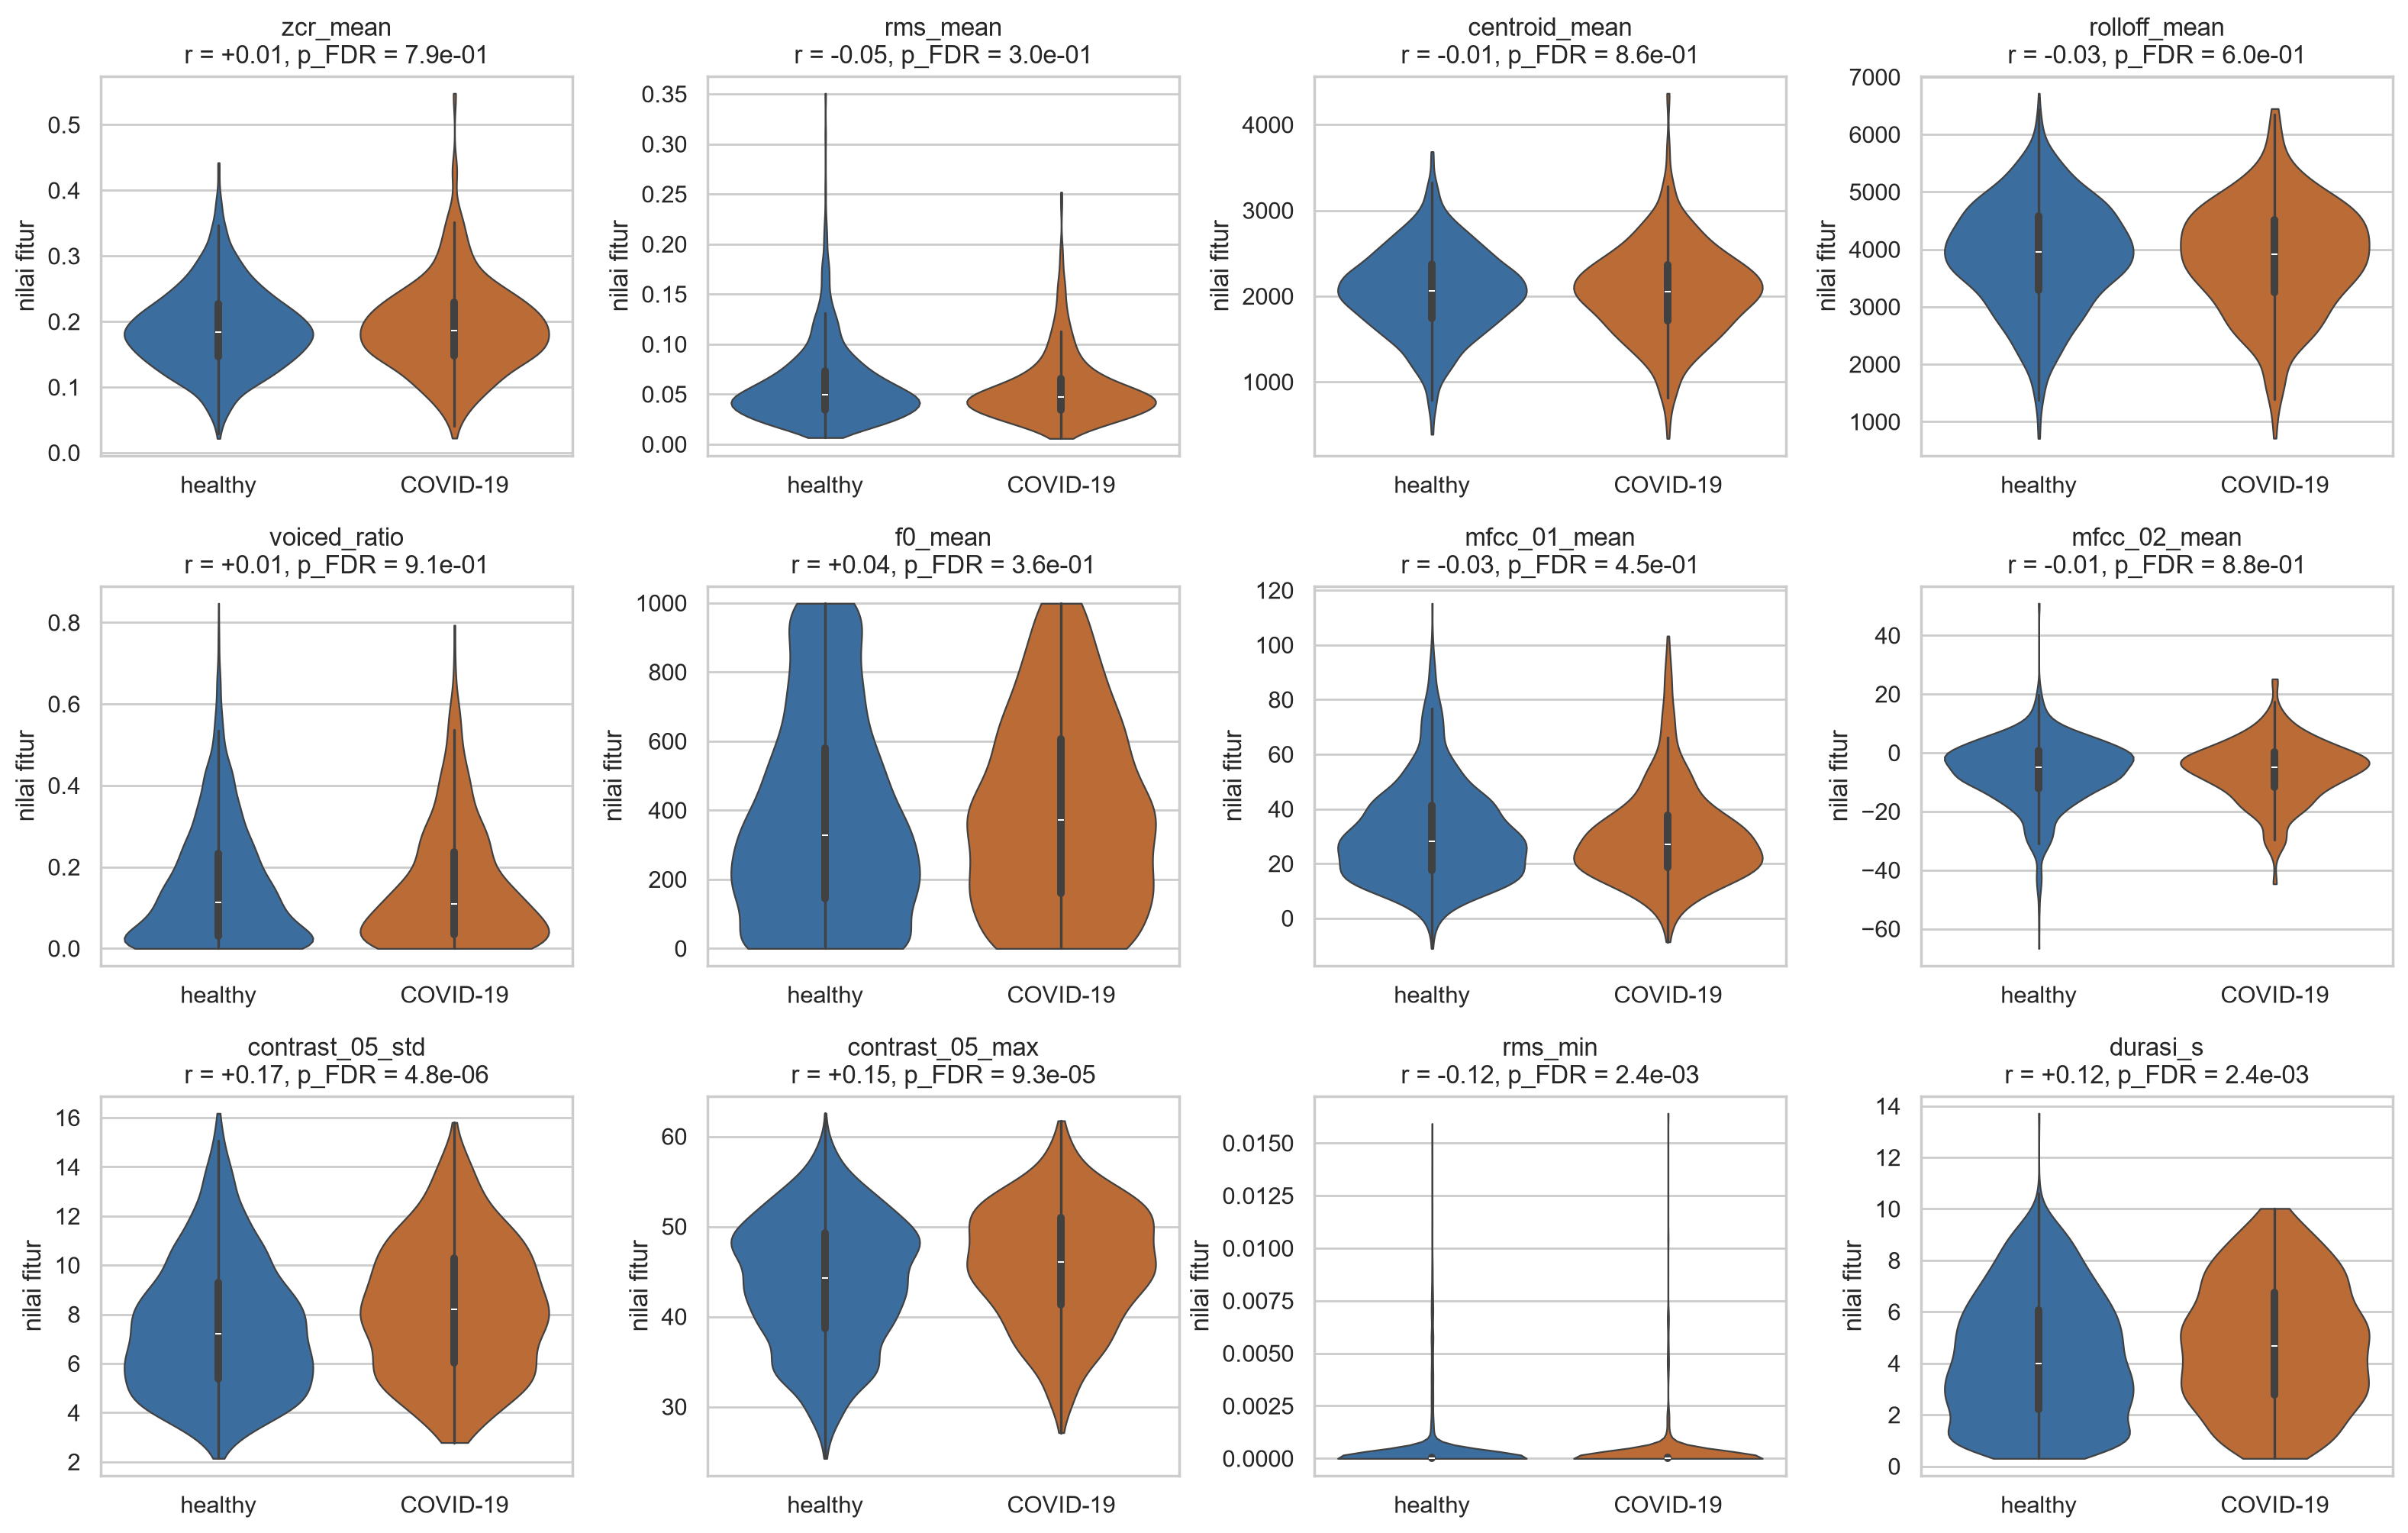 zcr_mean
r = +0.01, p_FDR = 7.9e-01
nilai fitur
0.5
0.4
0.3
0.2
0.1
0.0
healthy
COVID-19
rms_mean
r = -0.05, p_FDR = 3.0e-01
nilai fitur
0.35
0.30
0.25
0.20
0.15
0.10
0.05
0.00
healthy
COVID-19
centroid_mean
r = -0.01, p_FDR = 8.6e-01
nilai fitur
4000
3000
2000
1000
healthy
COVID-19
rolloff_mean
r = -0.03, p_FDR = 6.0e-01
nilai fitur
7000
6000
5000
4000
3000
2000
1000
healthy
COVID-19
voiced_ratio
r = +0.01, p_FDR = 9.1e-01
nilai fitur
0.8
0.6
0.4
0.2
0.0
healthy
COVID-19
f0_mean
r = +0.04, p_FDR = 3.6e-01
nilai fitur
1000
800
600
400
200
0
healthy
COVID-19
mfcc_01_mean
r = -0.03, p_FDR = 4.5e-01
nilai fitur
120
100
80
60
40
20
0
healthy
COVID-19
mfcc_02_mean
r = -0.01, p_FDR = 8.8e-01
nilai fitur
40
20
0
−20
−40
−60
healthy
COVID-19
contrast_05_std
r = +0.17, p_FDR = 4.8e-06
nilai fitur
16
14
12
10
8
6
4
2
healthy
COVID-19
contrast_05_max
r = +0.15, p_FDR = 9.3e-05
nilai fitur
60
50
40
30
healthy
COVID-19
rms_min
r = -0.12, p_FDR = 2.4e-03
nilai fitur
0.0150
0.0125
0.0100
0.0075
0.0050
0.0025
0.0000
healthy
COVID-19
durasi_s
r = +0.12, p_FDR = 2.4e-03
nilai fitur
14
12
10
8
6
4
2
0
healthy
COVID-19